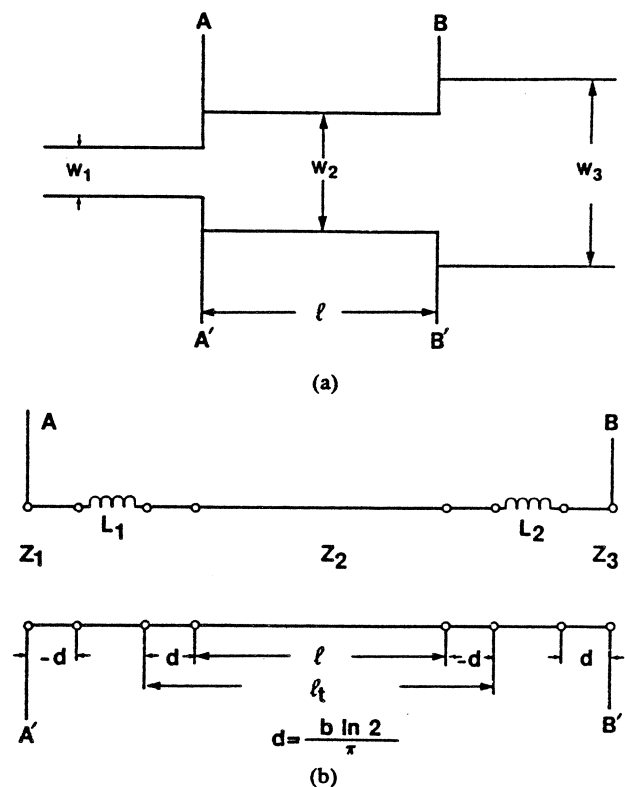 A B
w₁ w₂ w₃
ℓ
A′ B′
(a)
A B
L₁ L₂
Z₁ Z₂ Z₃
-d d ℓ -d d
ℓt
A′ B′
d= b ln 2 / π
(b)